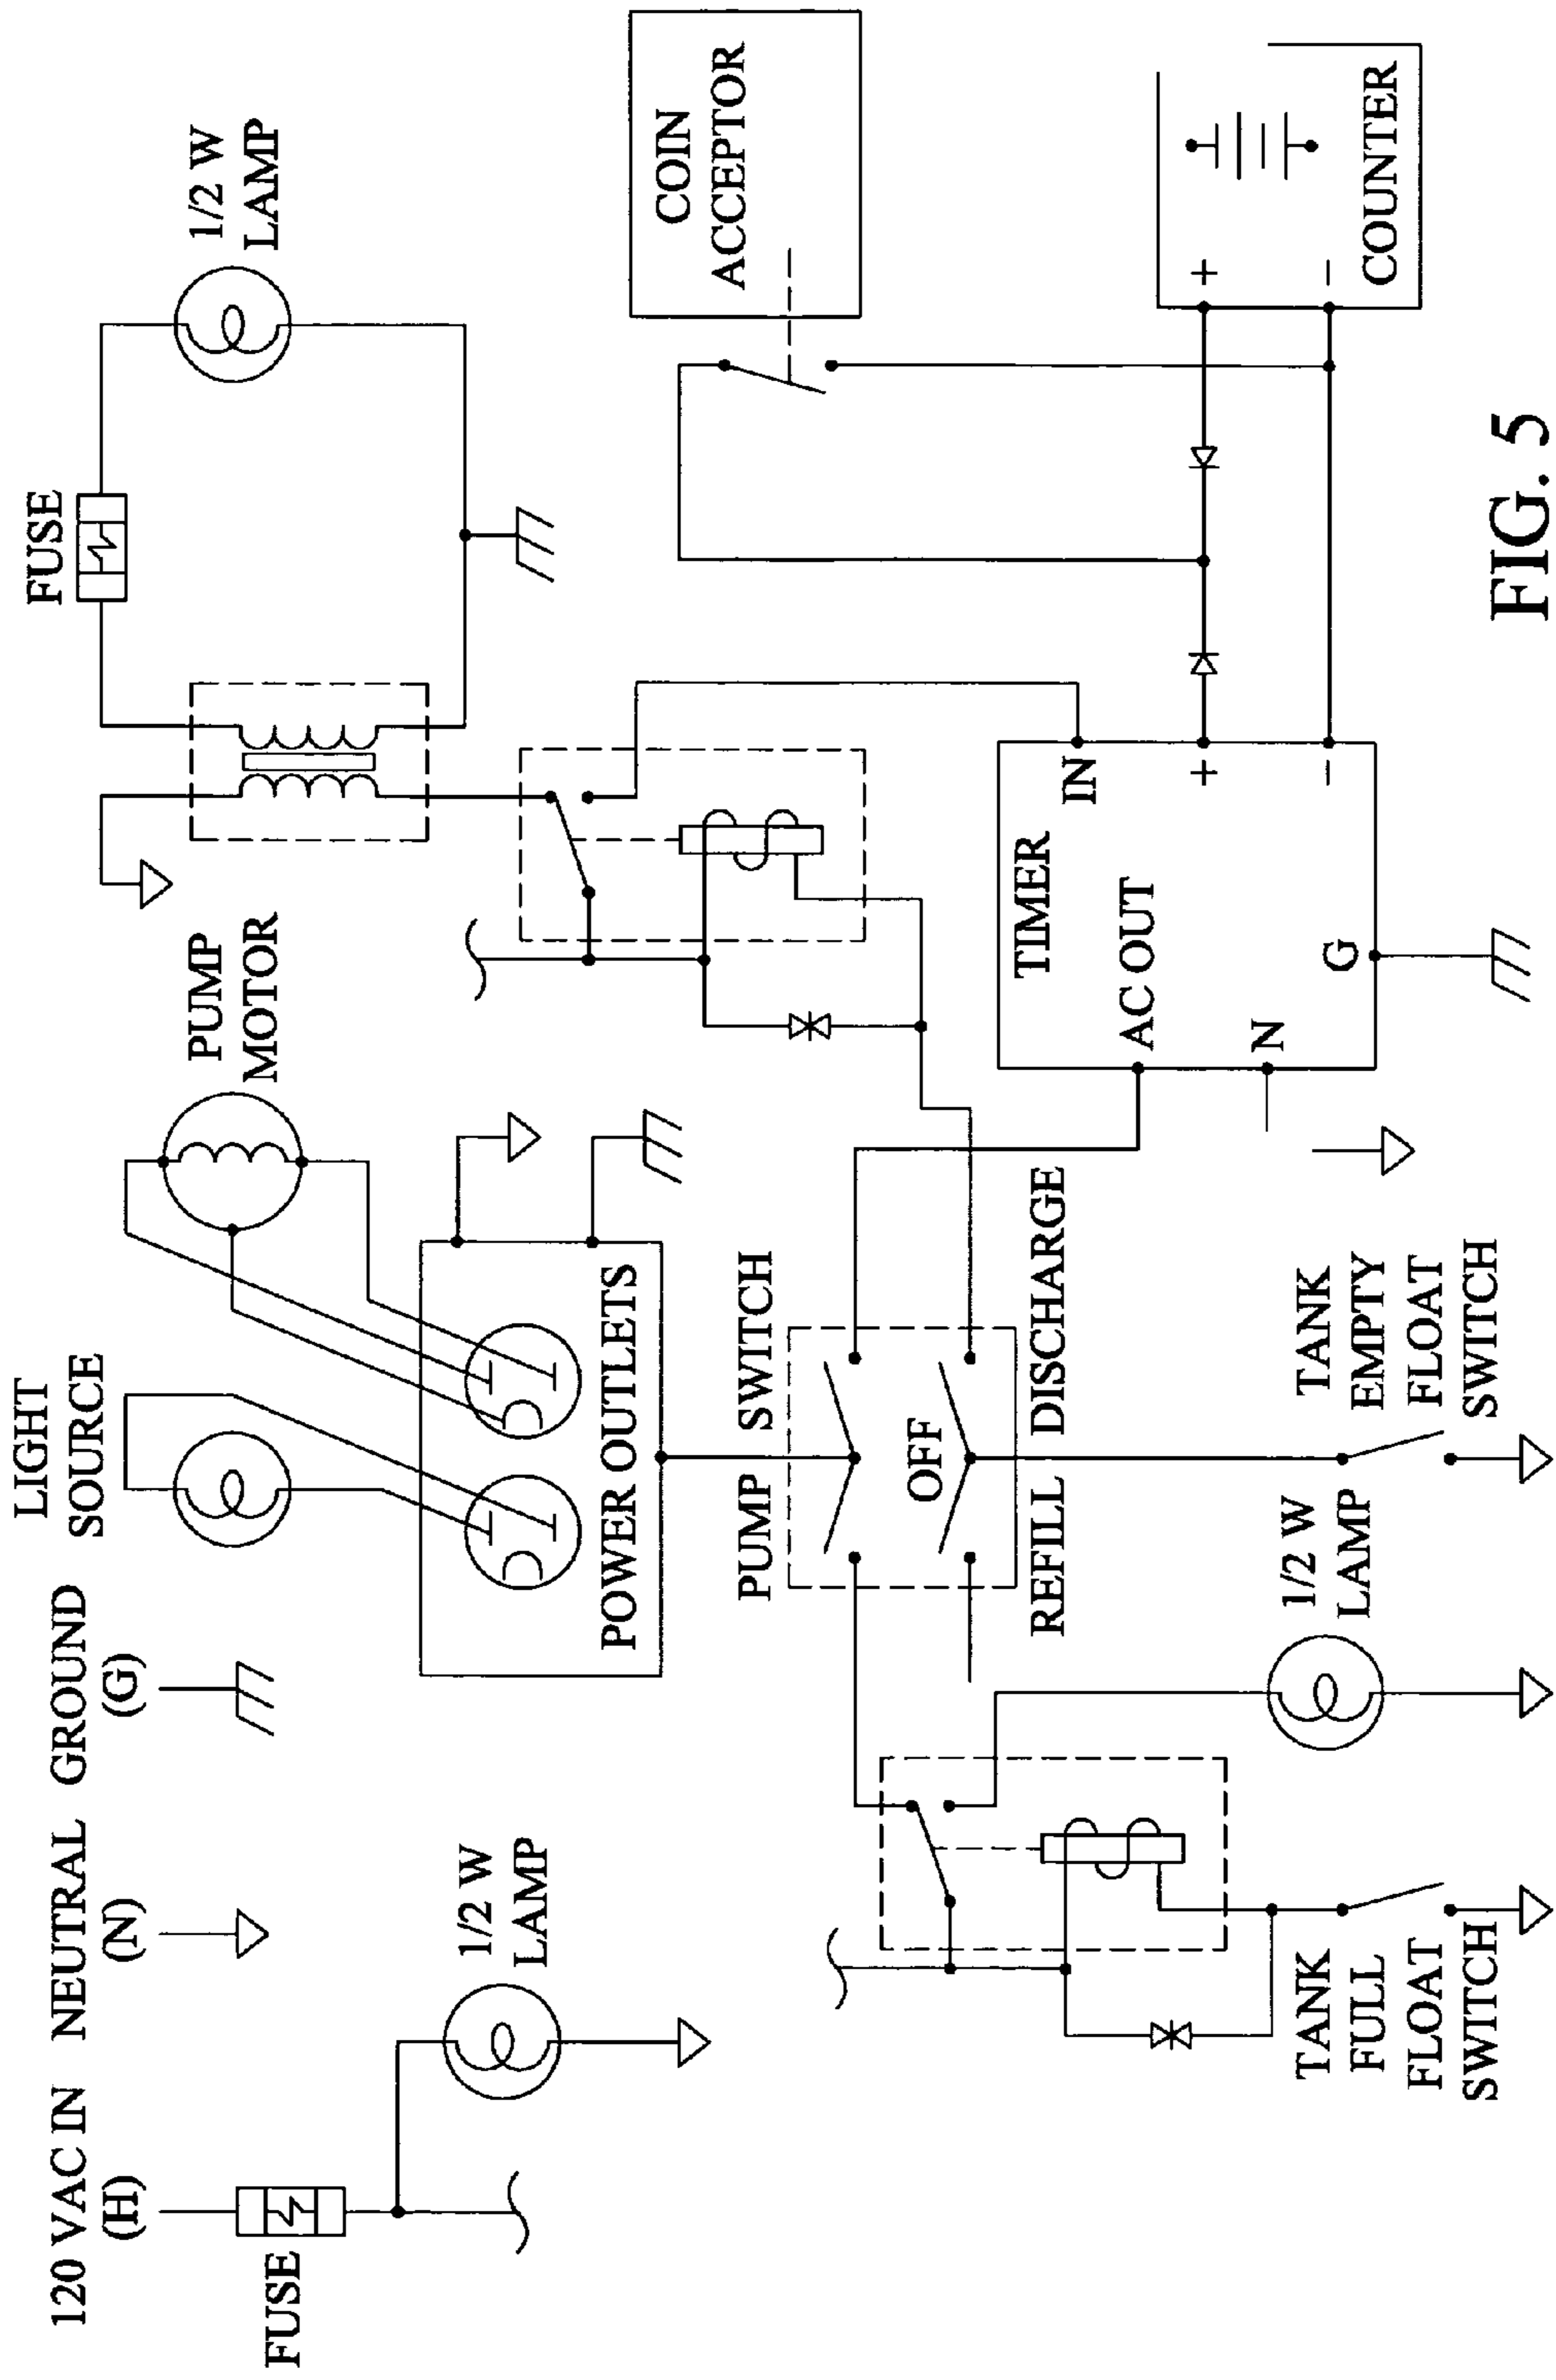 120 VAC IN NEUTRAL GROUND
(H) (N) (G)
FUSE
1/2 W
LAMP
LIGHT
SOURCE
PUMP
MOTOR
FUSE
1/2 W
LAMP
POWER OUTLETS
COIN
ACCEPTOR
PUMP SWITCH
OFF
REFILL DISCHARGE
TIMER
IN
AC OUT
+
-
N
G
+
-
COUNTER
TANK
FULL
FLOAT
SWITCH
1/2 W
LAMP
TANK
EMPTY
FLOAT
SWITCH
FIG. 5